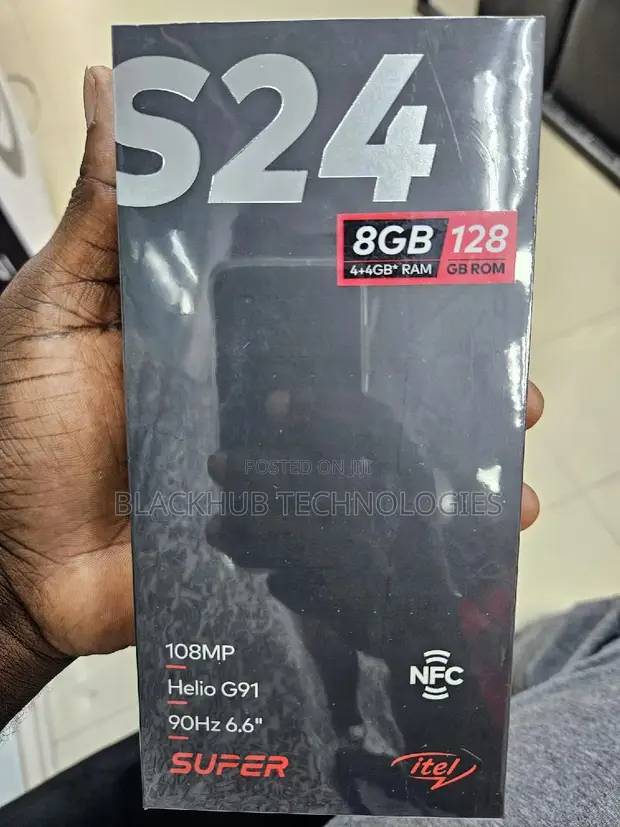 S24
8GB 128
4+4GB* RAM GB ROM
POSTED ON Jiji
BLACKHUB TECHNOLOGIES
108MP
Helio G91
NFC
90Hz 6.6"
SUPER
itel